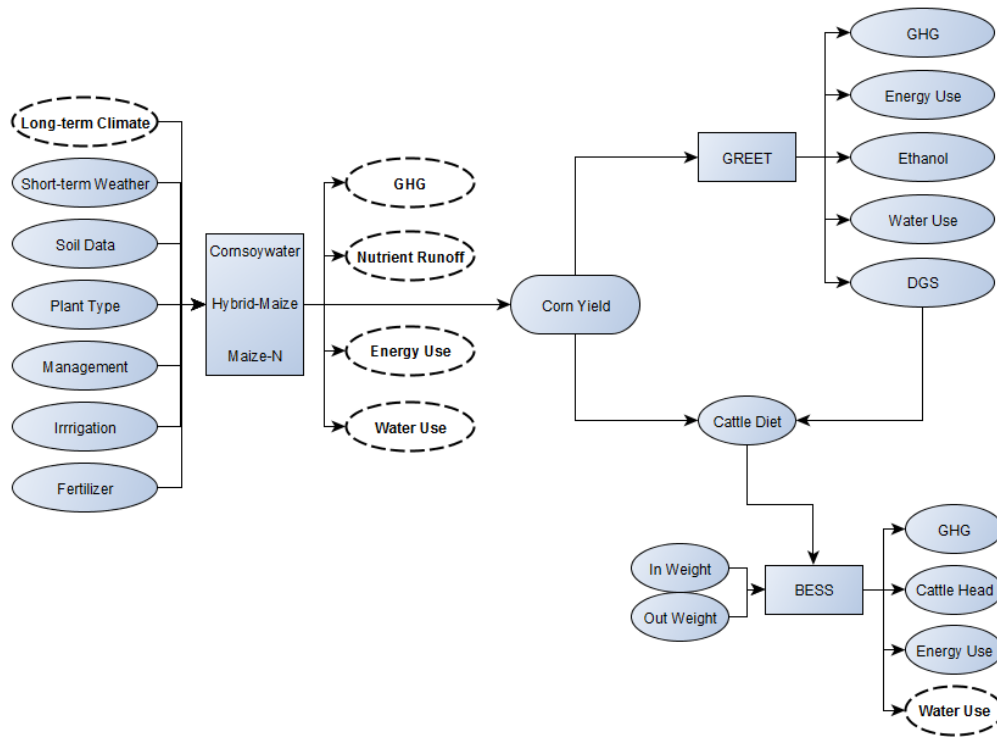 Long-term Climate
Short-term Weather
Soil Data
Plant Type
Management
Irrrigation
Fertilizer
Cornsoywater
Hybrid-Maize
Maize-N
GHG
Nutrient Runoff
Energy Use
Water Use
Corn Yield
GREET
GHG
Energy Use
Ethanol
Water Use
DGS
Cattle Diet
In Weight
Out Weight
BESS
GHG
Cattle Head
Energy Use
Water Use